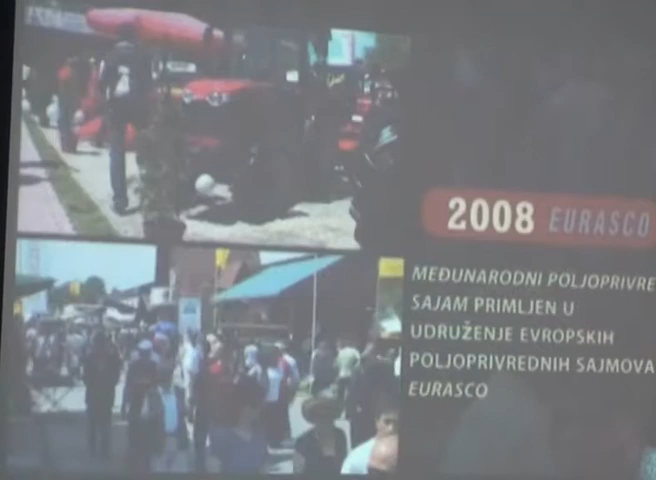 2008 EURASCO
MEĐUNARODNI POLJOPRIVRE
SAJAM PRIMLJEN U
UDRUŽENJE EVROPSKIH
POLJOPRIVREDNIH SAJMOVA
EURASCO